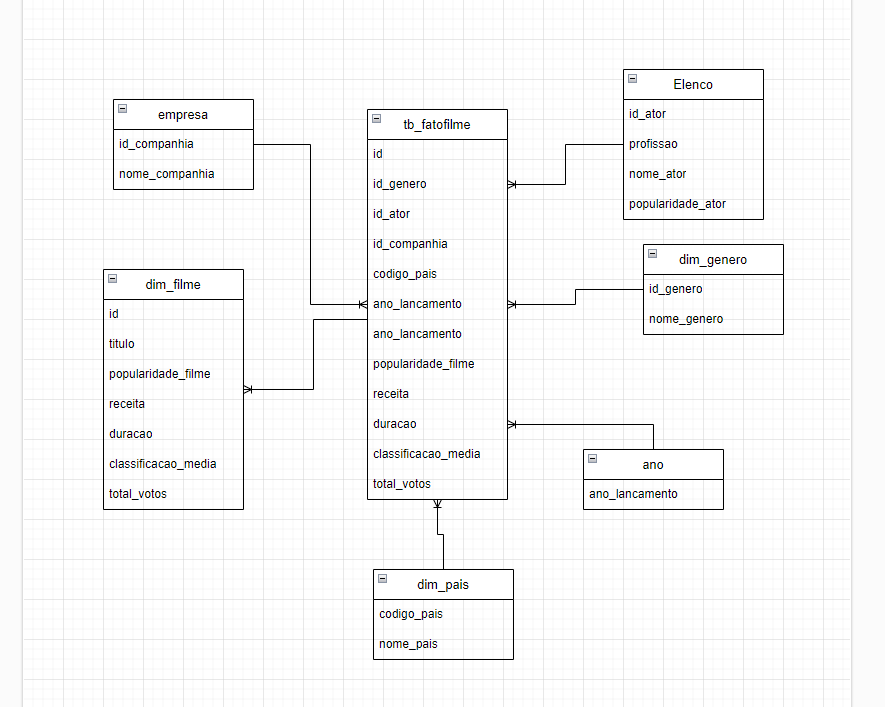 empresa
id_companhia
nome_companhia
dim_filme
id
titulo
popularidade_filme
receita
duracao
classificacao_media
total_votos
tb_fatofilme
id
id_genero
id_ator
id_companhia
codigo_pais
ano_lancamento
ano_lancamento
popularidade_filme
receita
duracao
classificacao_media
total_votos
Elenco
id_ator
profissao
nome_ator
popularidade_ator
dim_genero
id_genero
nome_genero
ano
ano_lancamento
dim_pais
codigo_pais
nome_pais